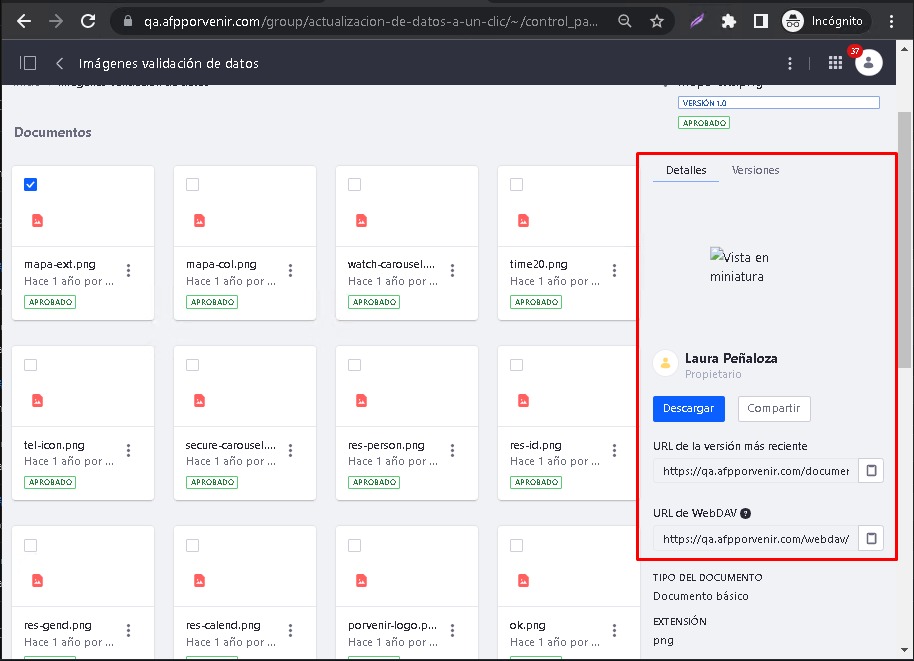 qa.afpporvenir.com/group/actualizacion-de-datos-a-un-clic/~/control_pa...
Incógnito
Imágenes validación de datos
37
Documentos
VERSIÓN 1.0
APROBADO
mapa-ext.png
Hace 1 año por ...
APROBADO
mapa-col.png
Hace 1 año por ...
APROBADO
watch-carousel....
Hace 1 año por ...
APROBADO
time20.png
Hace 1 año por ...
APROBADO
tel-icon.png
Hace 1 año por ...
APROBADO
secure-carousel....
Hace 1 año por ...
APROBADO
res-person.png
Hace 1 año por ...
APROBADO
res-id.png
Hace 1 año por ...
APROBADO
res-gend.png
Hace 1 año por ...
res-calend.png
Hace 1 año por ...
porvenir-logo.p...
Hace 1 año por ...
ok.png
Hace 1 año por ...
Detalles
Versiones
Vista en
miniatura
Laura Peñaloza
Propietario
Descargar
Compartir
URL de la versión más reciente
https://qa.afpporvenir.com/documer
URL de WebDAV
https://qa.afpporvenir.com/webdav/
TIPO DEL DOCUMENTO
Documento básico
EXTENSIÓN
png